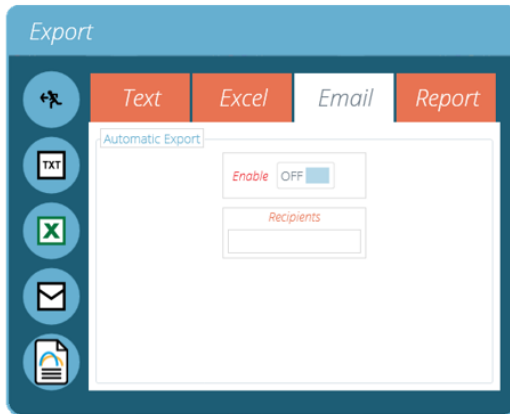 Export
Text Excel Email Report
TXT
Automatic Export
X
Enable OFF
Recipients